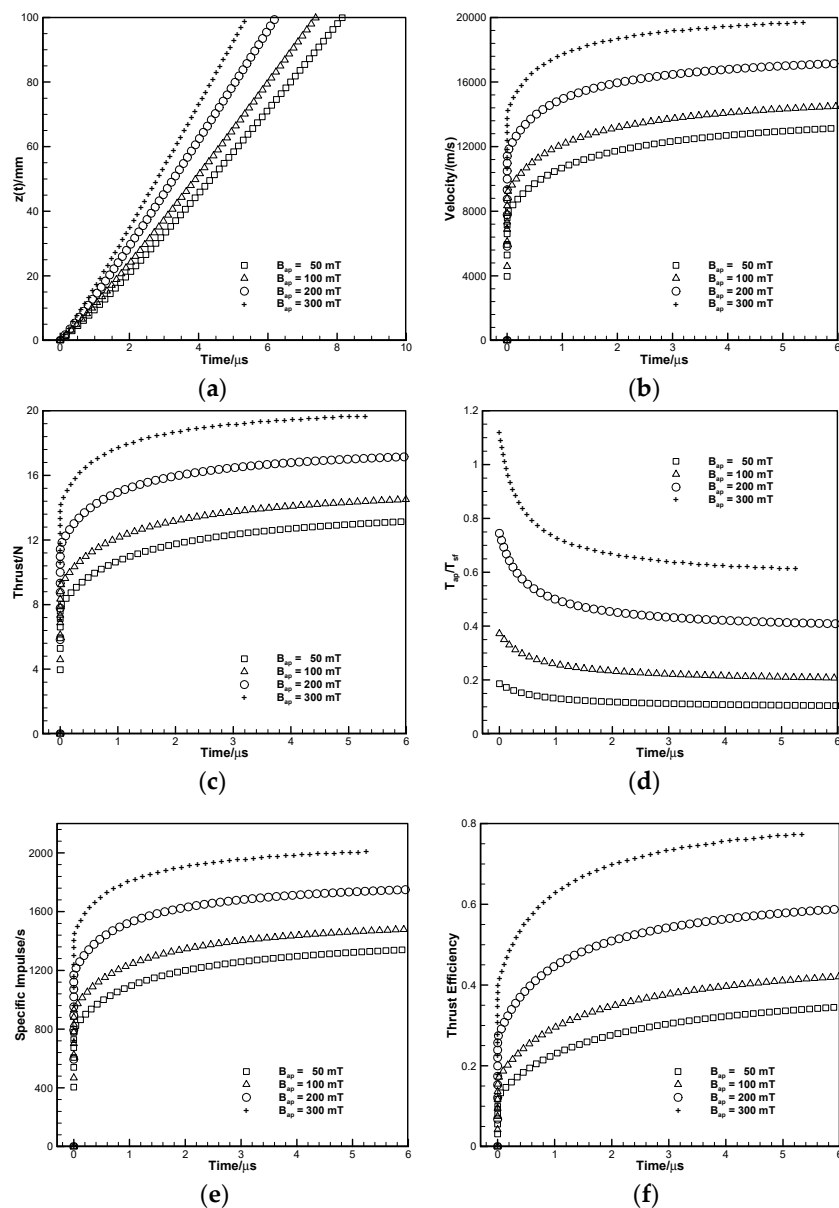 100
80
60
40
20
0
z(t)/mm
B_ap = 50 mT
B_ap = 100 mT
B_ap = 200 mT
B_ap = 300 mT
0 2 4 6 8 10
Time/μs
(a)
20000
16000
12000
8000
4000
0
Velocity/(m/s)
B_ap = 50 mT
B_ap = 100 mT
B_ap = 200 mT
B_ap = 300 mT
0 1 2 3 4 5 6
Time/μs
(b)
20
16
12
8
4
0
Thrust/N
B_ap = 50 mT
B_ap = 100 mT
B_ap = 200 mT
B_ap = 300 mT
0 1 2 3 4 5 6
Time/μs
(c)
1.2
1
0.8
0.6
0.4
0.2
0
T_ap/T_sf
B_ap = 50 mT
B_ap = 100 mT
B_ap = 200 mT
B_ap = 300 mT
0 1 2 3 4 5 6
Time/μs
(d)
2000
1600
1200
800
400
0
Specific Impulse/s
B_ap = 50 mT
B_ap = 100 mT
B_ap = 200 mT
B_ap = 300 mT
0 1 2 3 4 5 6
Time/μs
(e)
0.8
0.6
0.4
0.2
0
Thrust Efficiency
B_ap = 50 mT
B_ap = 100 mT
B_ap = 200 mT
B_ap = 300 mT
0 1 2 3 4 5 6
Time/μs
(f)